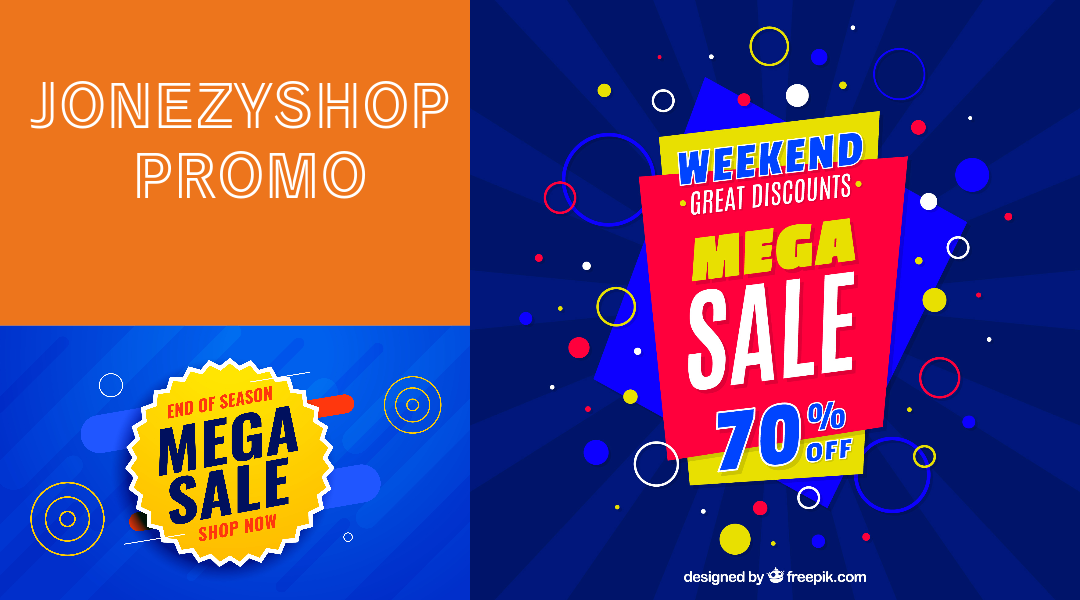 JONEZYSHOP
PROMO
END OF SEASON
MEGA
SALE
SHOP NOW
WEEKEND
GREAT DISCOUNTS
MEGA
SALE
70%
OFF
designed by freepik.com